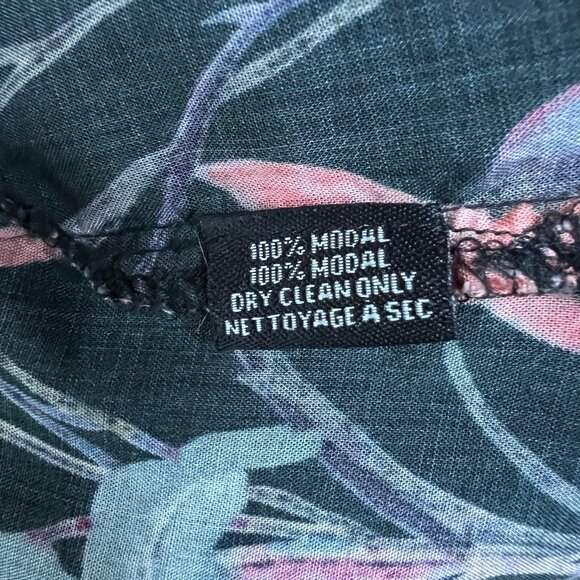 100% MODAL
100% MODAL
DRY CLEAN ONLY
NETTOYAGE A SEC